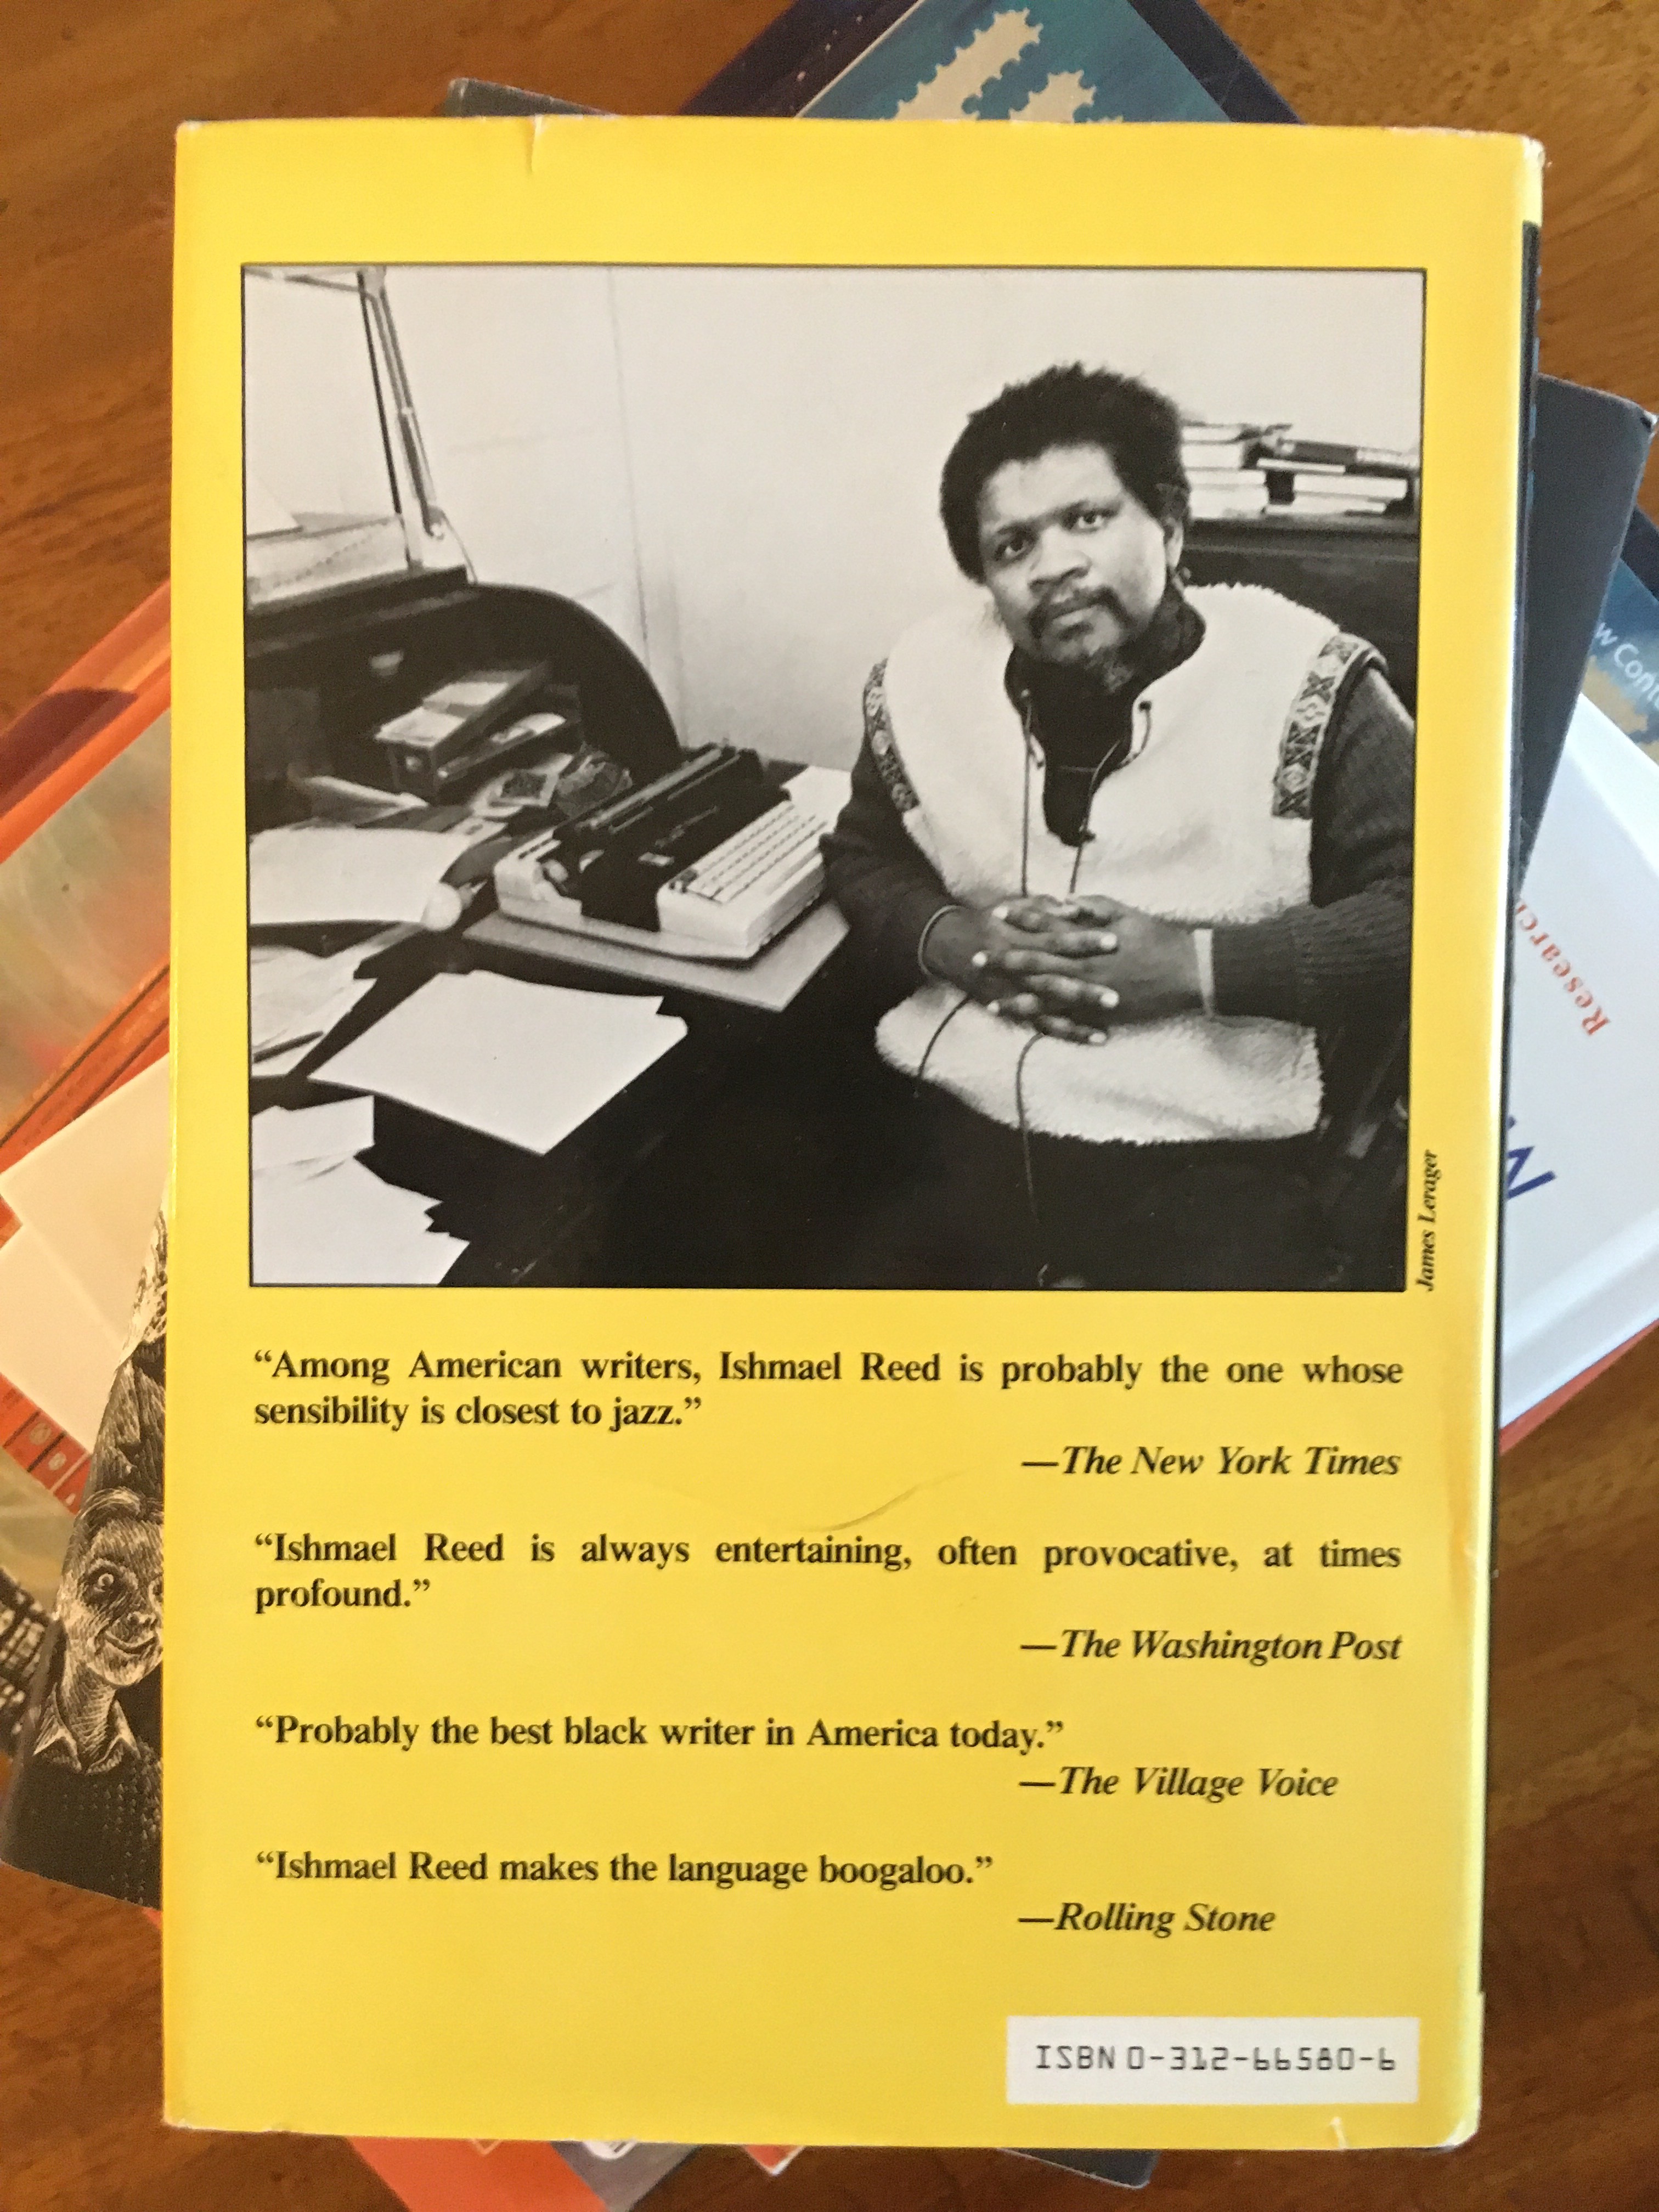 w Cont
Research
W
James Lerager
“Among American writers, Ishmael Reed is probably the one whose
sensibility is closest to jazz.”
—The New York Times
“Ishmael Reed is always entertaining, often provocative, at times
profound.”
—The Washington Post
“Probably the best black writer in America today.”
—The Village Voice
“Ishmael Reed makes the language boogaloo.”
—Rolling Stone
ISBN 0-312-66580-6